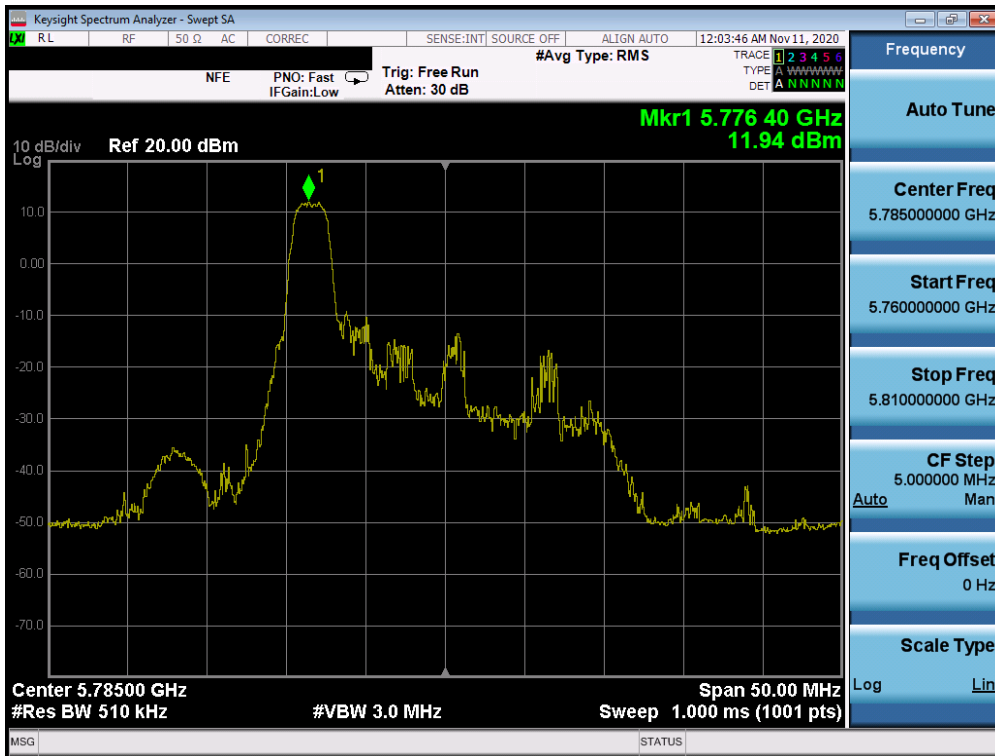 Keysight Spectrum Analyzer - Swept SA
LXI RL RF 50 Ω AC CORREC SENSE:INT SOURCE OFF ALIGN AUTO 12:03:46 AM Nov 11, 2020
#Avg Type: RMS TRACE 1 2 3 4 5 6
NFE PNO: Fast Trig: Free Run TYPE A WWWWW
IFGain:Low Atten: 30 dB DET A N N N N N
Mkr1 5.776 40 GHz
11.94 dBm
10 dB/div Ref 20.00 dBm
Log
1
10.0
0.00
-10.0
-20.0
-30.0
-40.0
-50.0
-60.0
-70.0
Center 5.78500 GHz Span 50.00 MHz
#Res BW 510 kHz #VBW 3.0 MHz Sweep 1.000 ms (1001 pts)
MSG STATUS
Frequency
Auto Tune
Center Freq
5.785000000 GHz
Start Freq
5.760000000 GHz
Stop Freq
5.810000000 GHz
CF Step
5.000000 MHz
Auto Man
Freq Offset
0 Hz
Scale Type
Log Lin